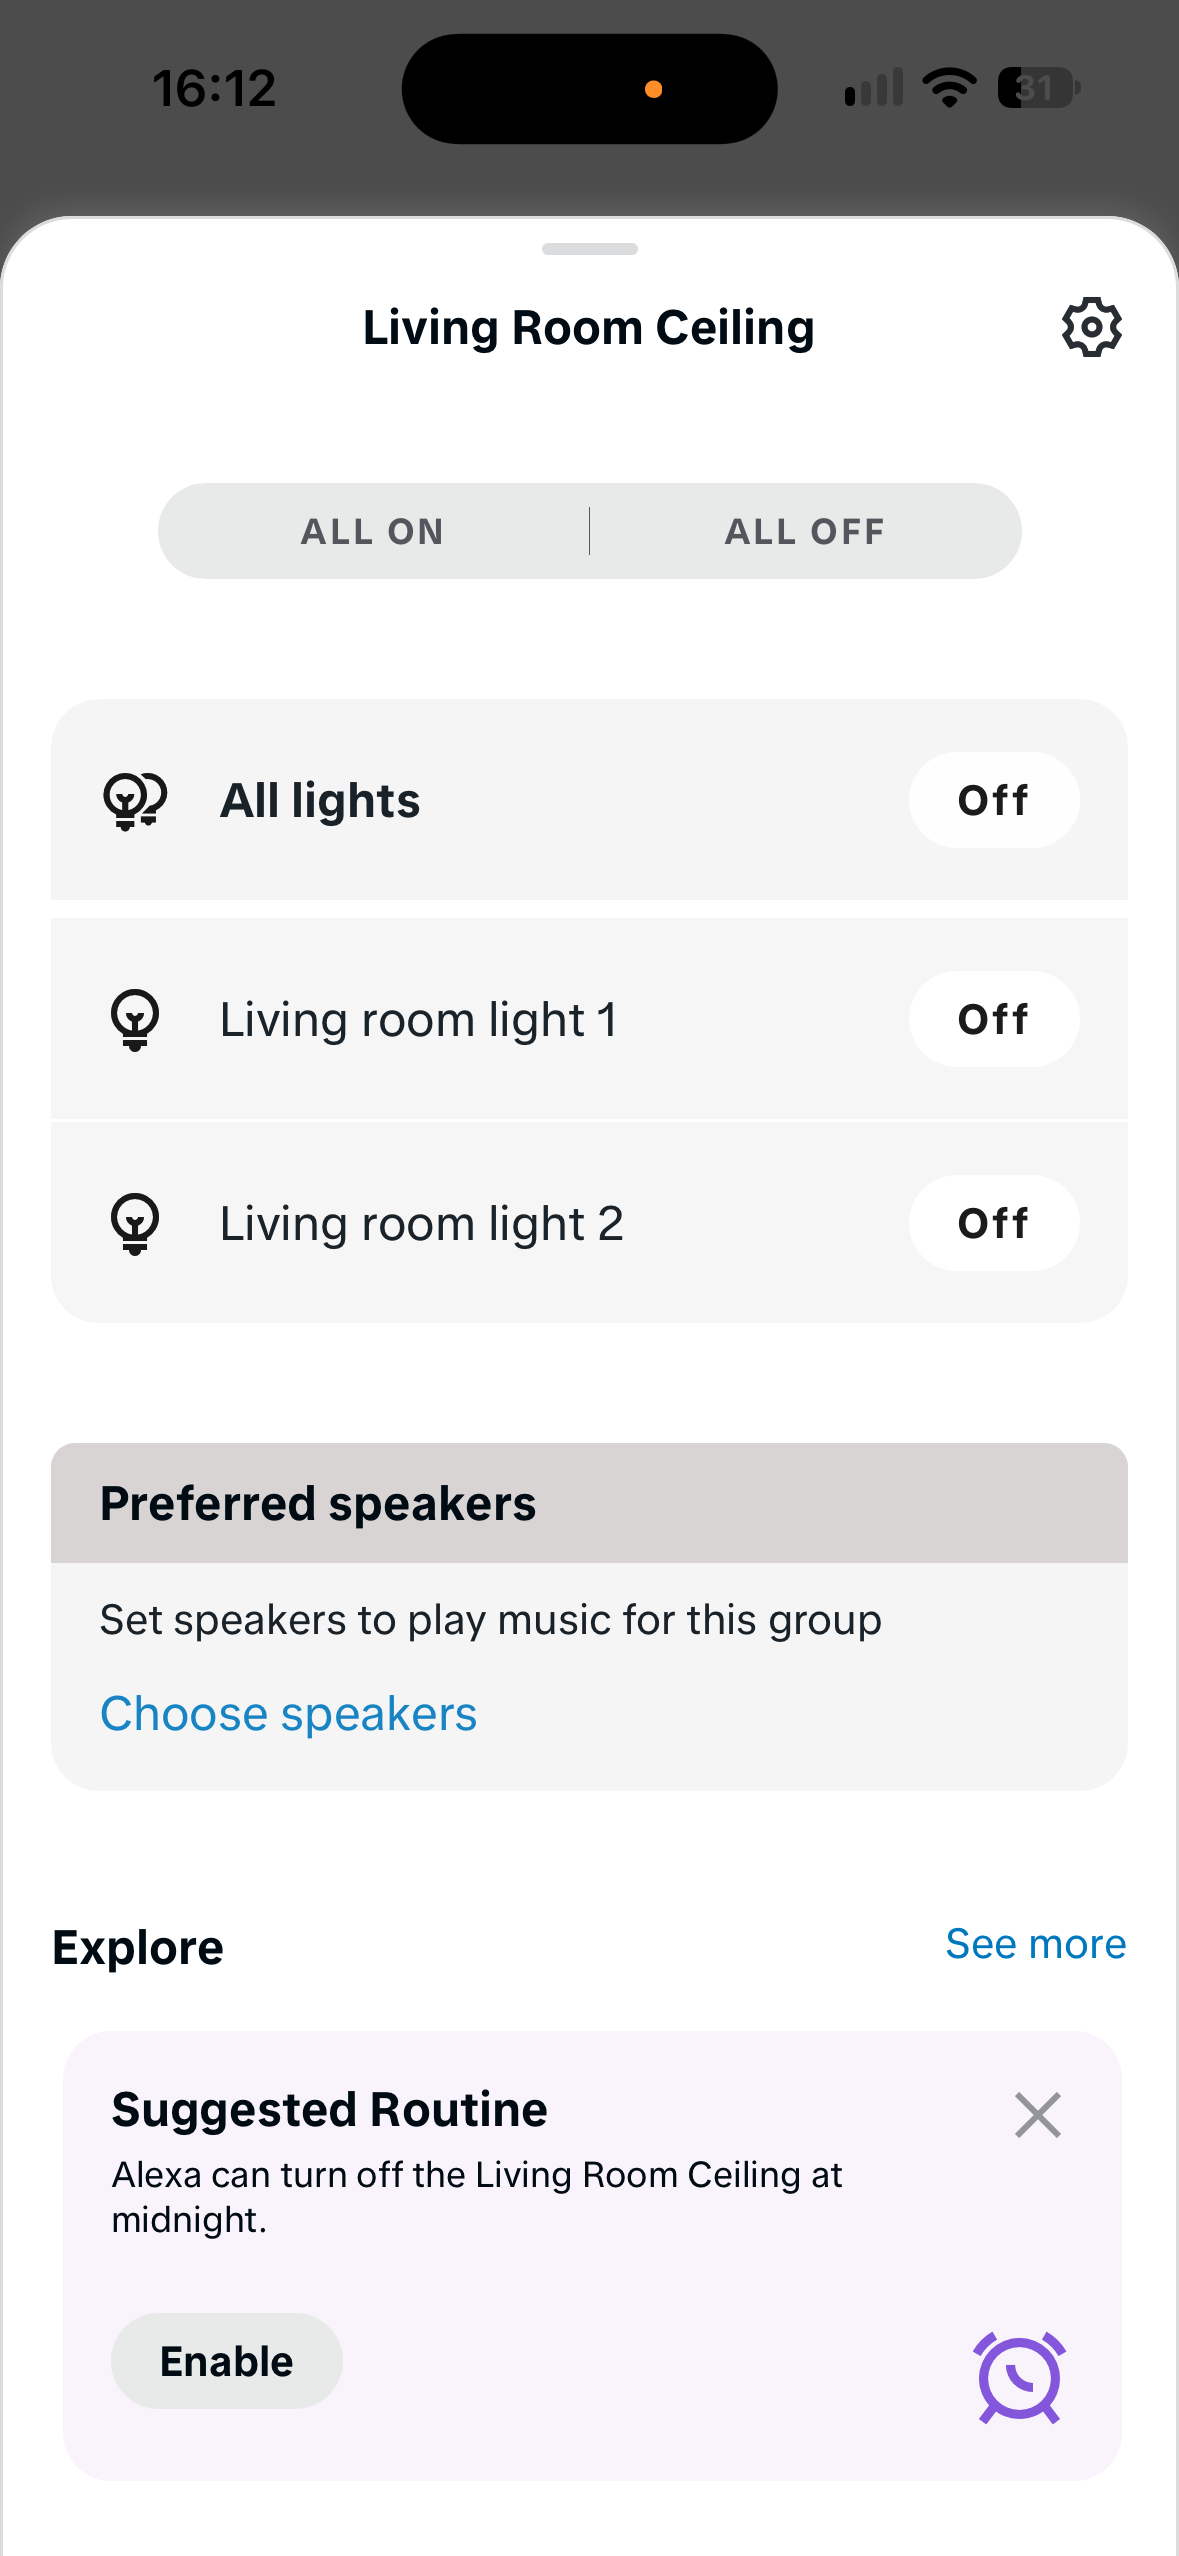 16:12
31
Living Room Ceiling
ALL ON
ALL OFF
All lights
Off
Living room light 1
Off
Living room light 2
Off
Preferred speakers
Set speakers to play music for this group
Choose speakers
Explore
See more
Suggested Routine
Alexa can turn off the Living Room Ceiling at
midnight.
Enable